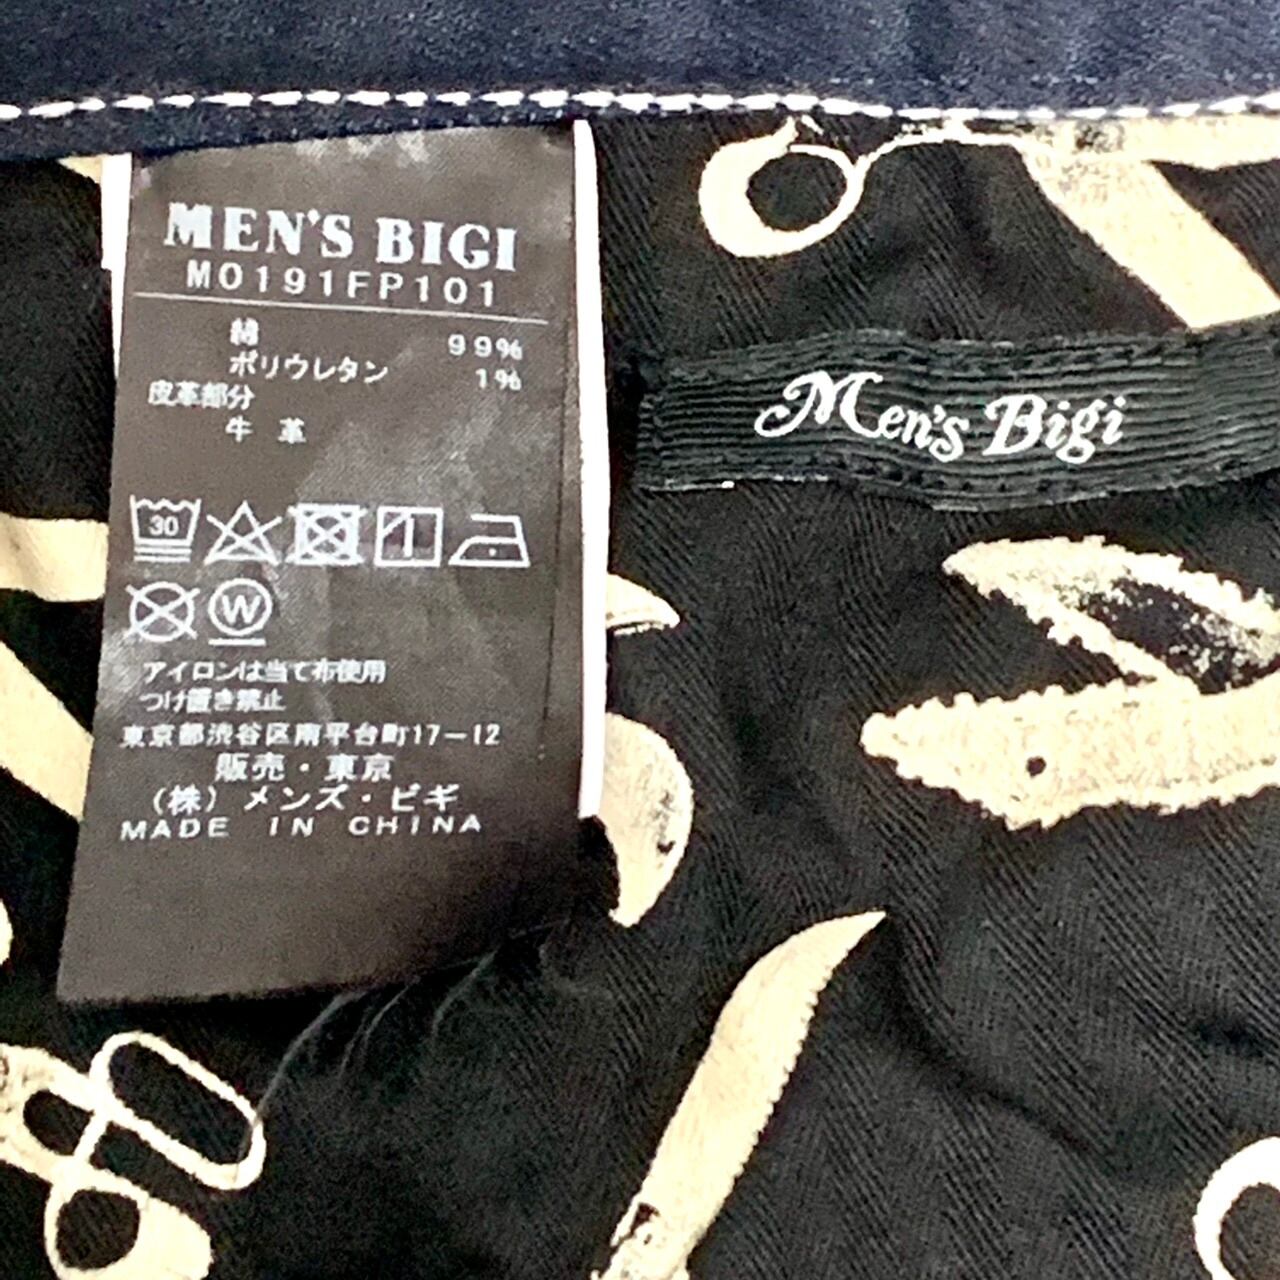 MEN'S BIGI
M0191FP101
綿 99%
ポリウレタン 1%
皮革部分
牛 革
30
W
アイロンは当て布使用
つけ置き禁止
東京都渋谷区南平台町17-12
販売・東京
(株) メンズ・ビギ
MADE IN CHINA
Men's Bigi